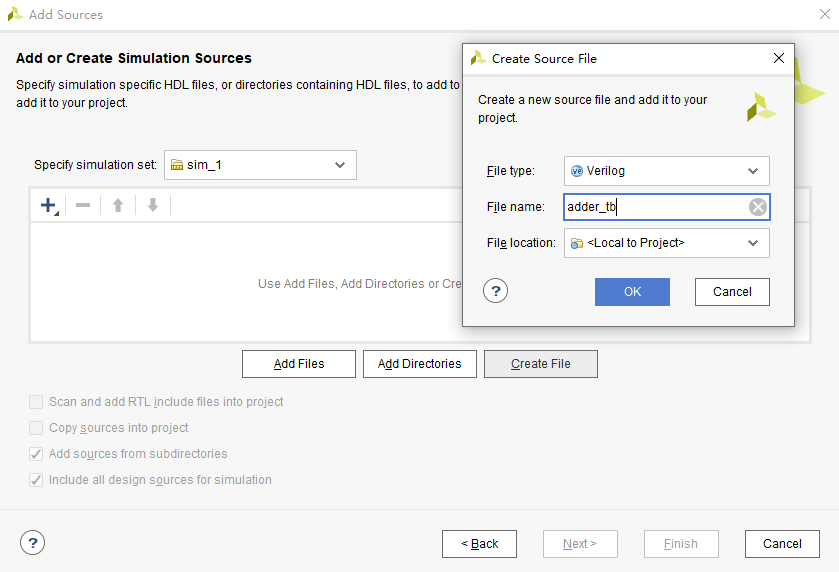 Add Sources
Add or Create Simulation Sources
Specify simulation specific HDL files, or directories containing HDL files, to add to
add it to your project.
Specify simulation set:
sim_1
Use Add Files, Add Directories or Cre
Add Files
Add Directories
Create File
Scan and add RTL include files into project
Copy sources into project
Add sources from subdirectories
Include all design sources for simulation
?
< Back
Next >
Finish
Cancel
Create Source File
Create a new source file and add it to your
project.
File type:
Verilog
File name:
adder_tb
File location:
<Local to Project>
?
OK
Cancel